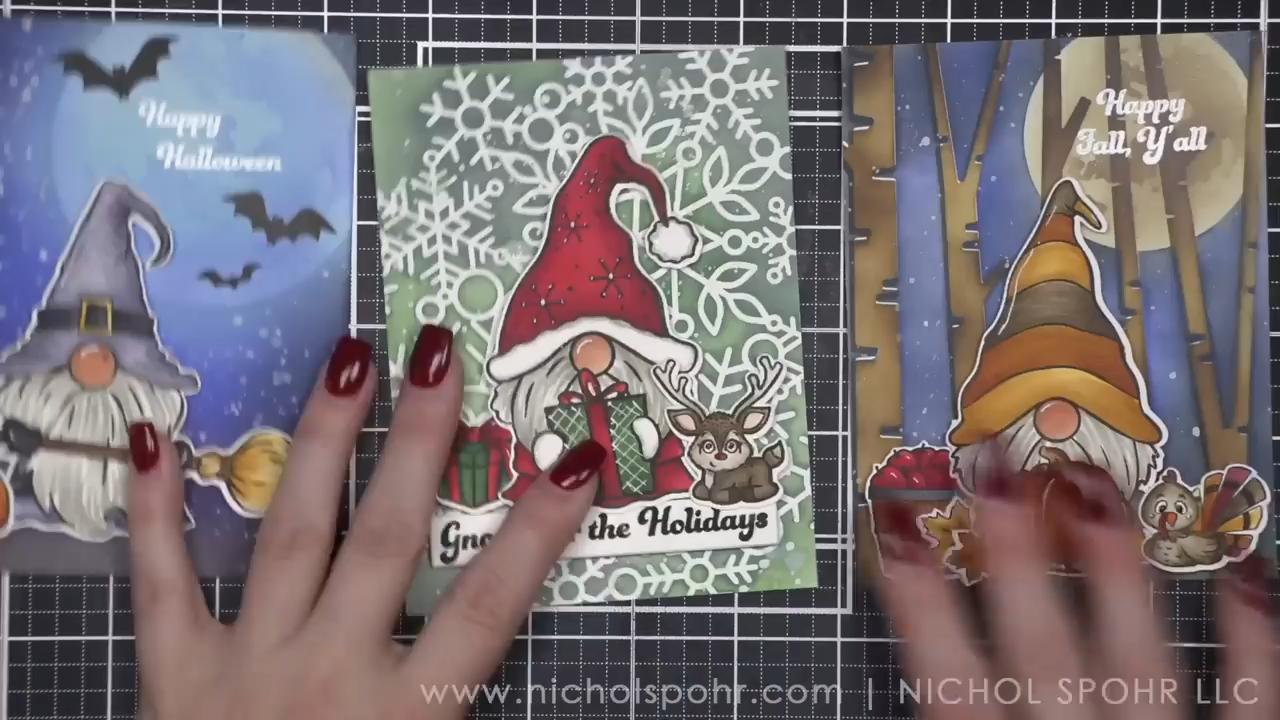 Happy
Halloween
the Holidays
Happy
Fall, Y'all
www.nicholspohr.com | NICHOL SPOHR LLC